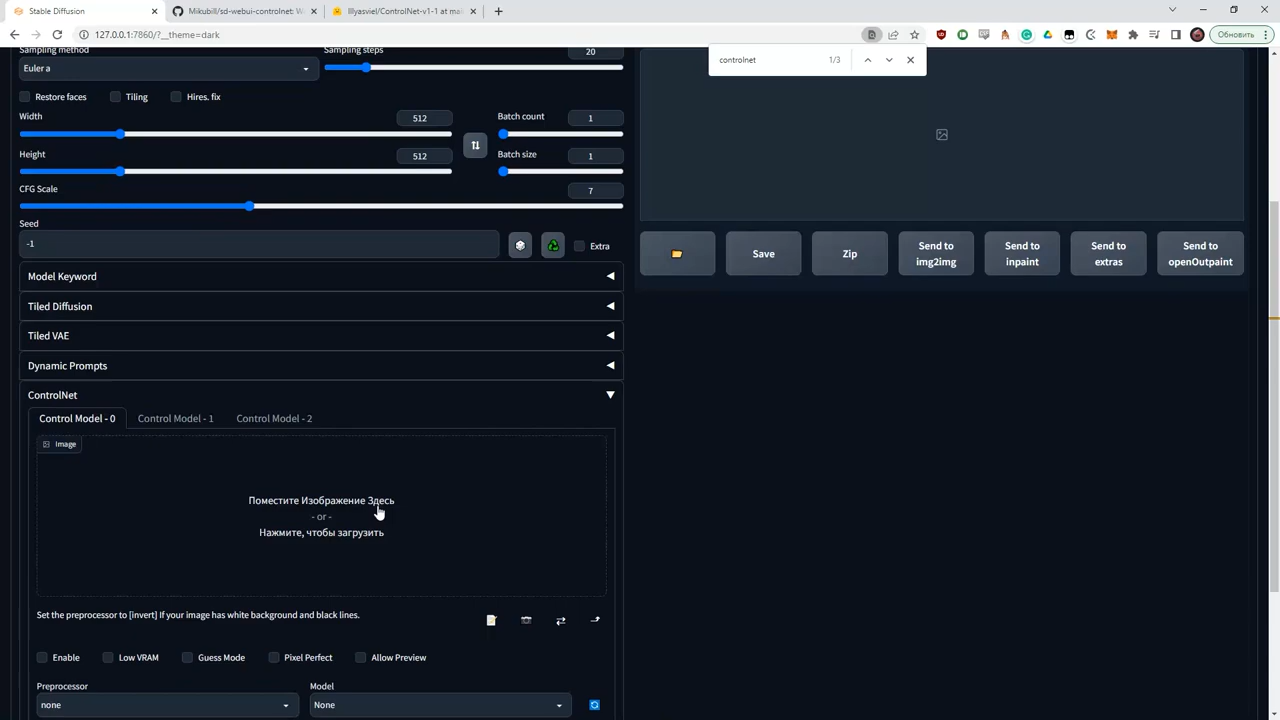 Stable Diffusion
Mikubill/sd-webui-controlnet: W
lllyasviel/ControlNet-v1-1 at mai
127.0.0.1:7860/?__theme=dark
Обновить
controlnet
1/3
Sampling method
Sampling steps
20
Euler a
Restore faces
Tiling
Hires. fix
Width
512
Batch count
1
Height
512
Batch size
1
CFG Scale
7
Seed
-1
Extra
Save
Zip
Send to img2img
Send to inpaint
Send to extras
Send to openOutpaint
Model Keyword
Tiled Diffusion
Tiled VAE
Dynamic Prompts
ControlNet
Control Model - 0
Control Model - 1
Control Model - 2
Image
Поместите Изображение Здесь
- or -
Нажмите, чтобы загрузить
Set the preprocessor to [invert] If your image has white background and black lines.
Enable
Low VRAM
Guess Mode
Pixel Perfect
Allow Preview
Preprocessor
Model
none
None